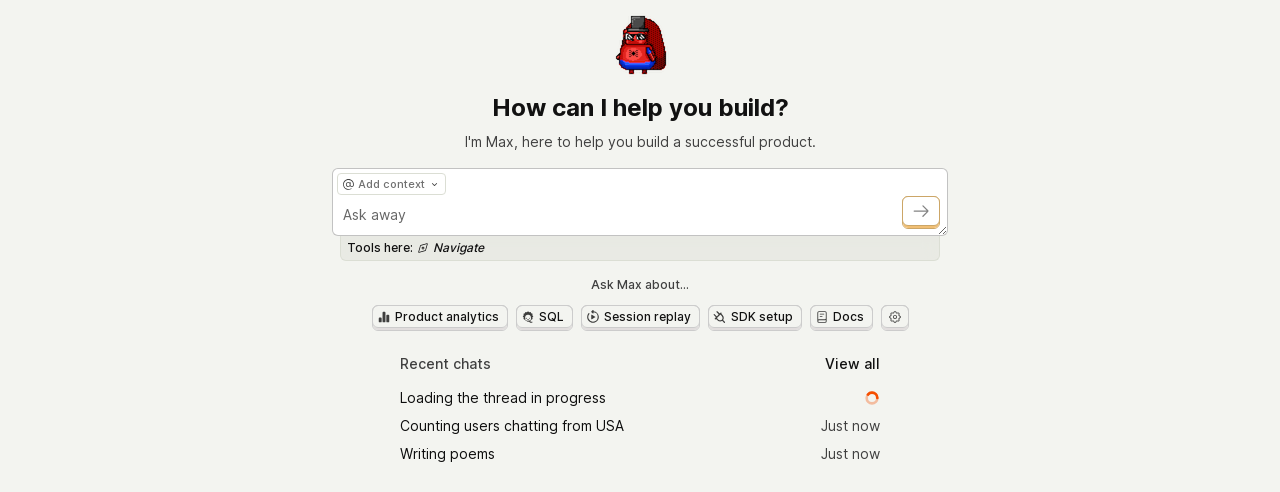 How can I help you build?
I'm Max, here to help you build a successful product.
@ Add context
Ask away
Tools here: Navigate
Ask Max about...
Product analytics SQL Session replay SDK setup Docs
Recent chats View all
Loading the thread in progress
Counting users chatting from USA Just now
Writing poems Just now